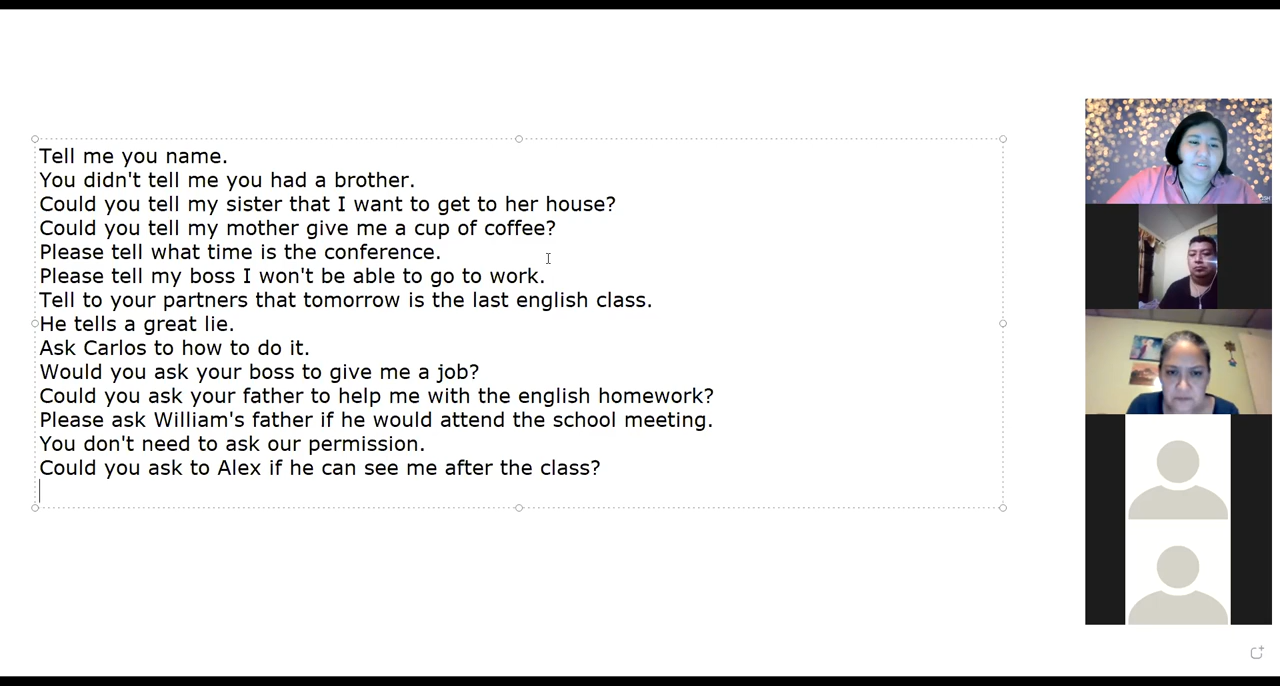 Tell me you name.
You didn't tell me you had a brother.
Could you tell my sister that I want to get to her house?
Could you tell my mother give me a cup of coffee?
Please tell what time is the conference.
Please tell my boss I won't be able to go to work.
Tell to your partners that tomorrow is the last english class.
He tells a great lie.
Ask Carlos to how to do it.
Would you ask your boss to give me a job?
Could you ask your father to help me with the english homework?
Please ask William's father if he would attend the school meeting.
You don't need to ask our permission.
Could you ask to Alex if he can see me after the class?